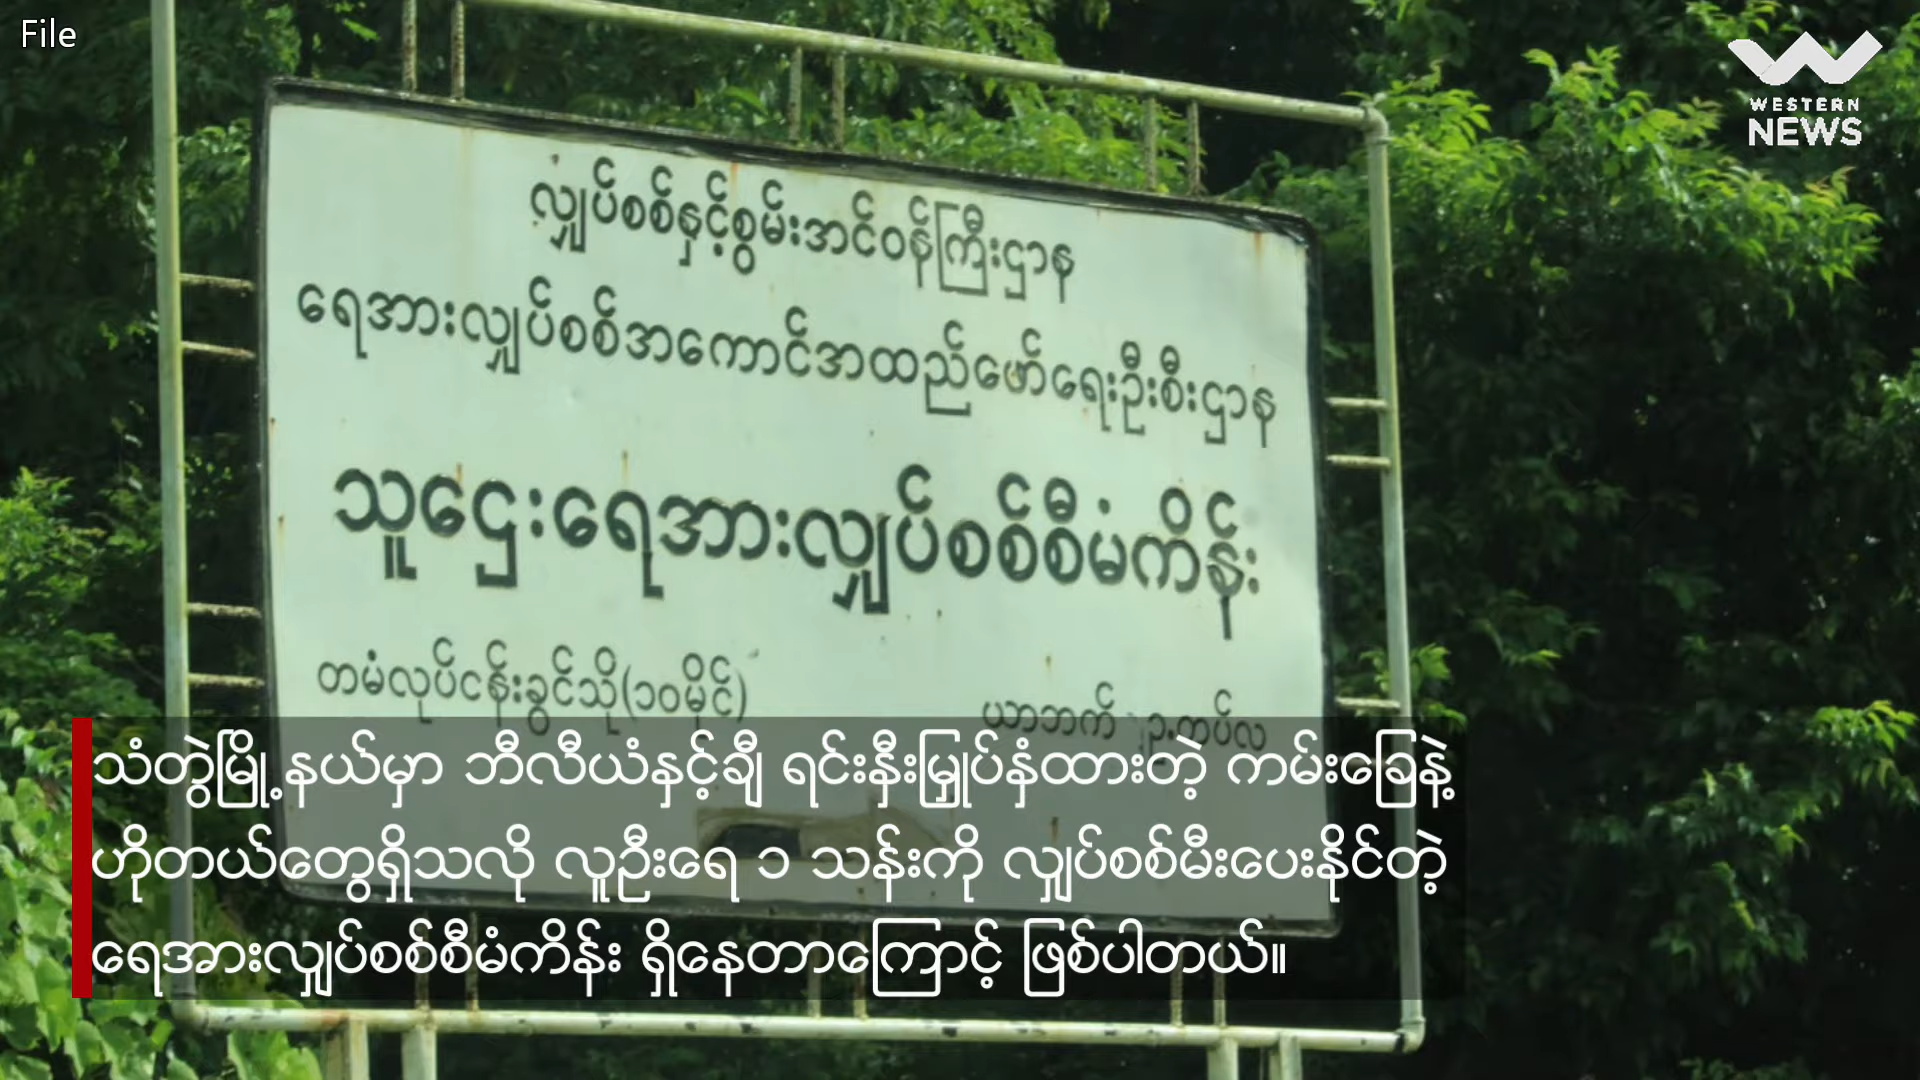 File
WESTERN
NEWS
လျှပ်စစ်နှင့်စွမ်းအင်ဝန်ကြီးဌာန
ရေအားလျှပ်စစ်အကောင်အထည်ဖော်ရေးဦးစီးဌာန
သူဌေးရေအားလျှပ်စစ်စီမံကိန်း
တမံလုပ်ငန်းခွင်သို့(၁၀မိုင်)
သံတွဲမြို့နယ်မှာ ဘီလီယံနှင့်ချီ ရင်းနှီးမြှုပ်နှံထားတဲ့ ကမ်းခြေနဲ့
ဟိုတယ်တွေရှိသလို လူဦးရေ ၁ သန်းကို လျှပ်စစ်မီးပေးနိုင်တဲ့
ရေအားလျှပ်စစ်စီမံကိန်း ရှိနေတာကြောင့် ဖြစ်ပါတယ်။